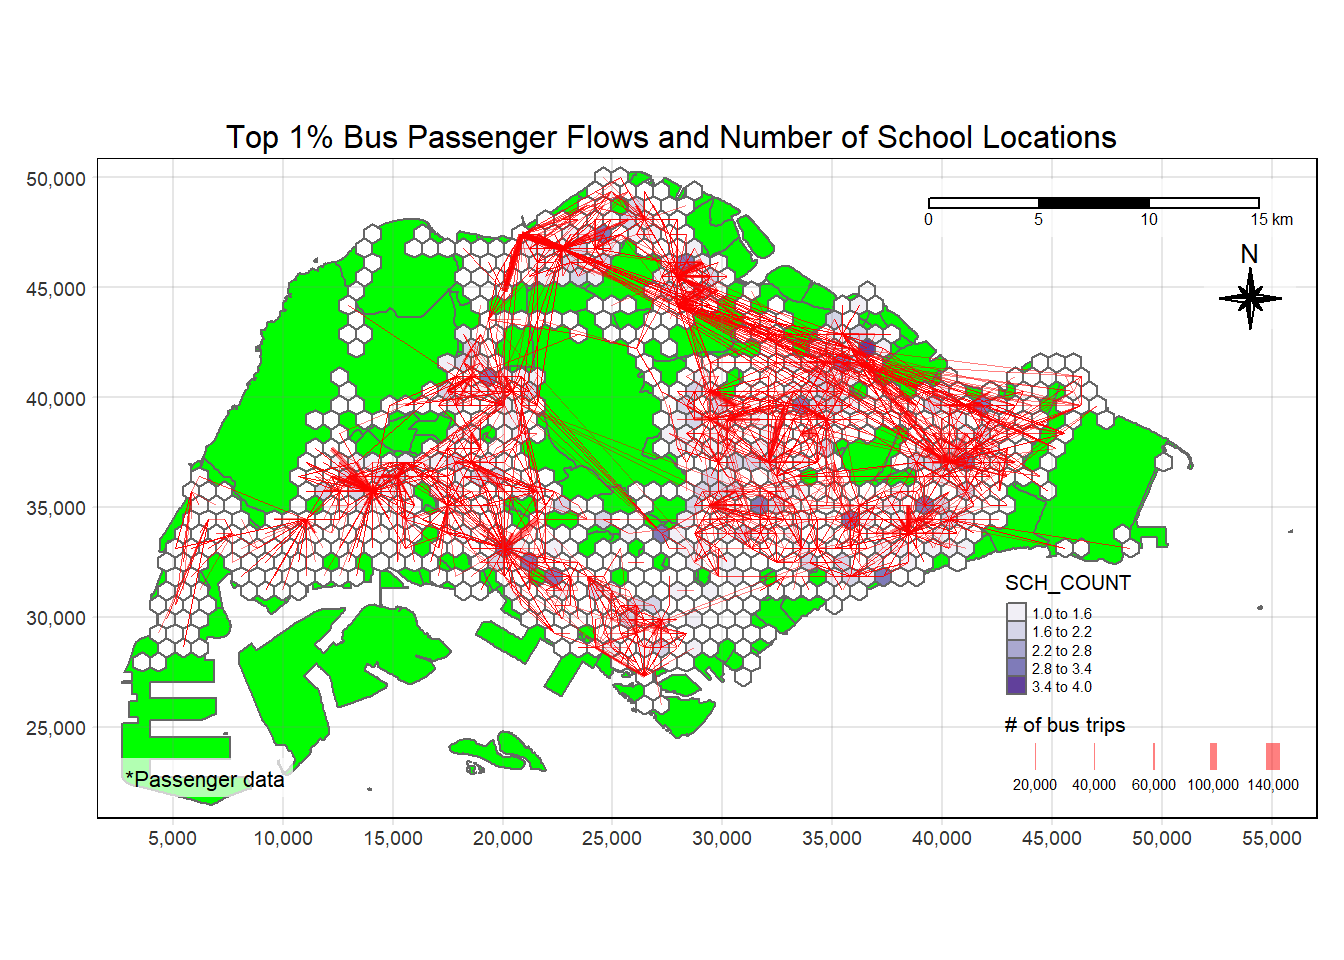 Top 1% Bus Passenger Flows and Number of School Locations
50,000
45,000
40,000
35,000
30,000
25,000
0 5 10 15 km
N
SCH_COUNT
1.0 to 1.6
1.6 to 2.2
2.2 to 2.8
2.8 to 3.4
3.4 to 4.0
# of bus trips
20,000 40,000 60,000 100,000 140,000
*Passenger data
5,000 10,000 15,000 20,000 25,000 30,000 35,000 40,000 45,000 50,000 55,000